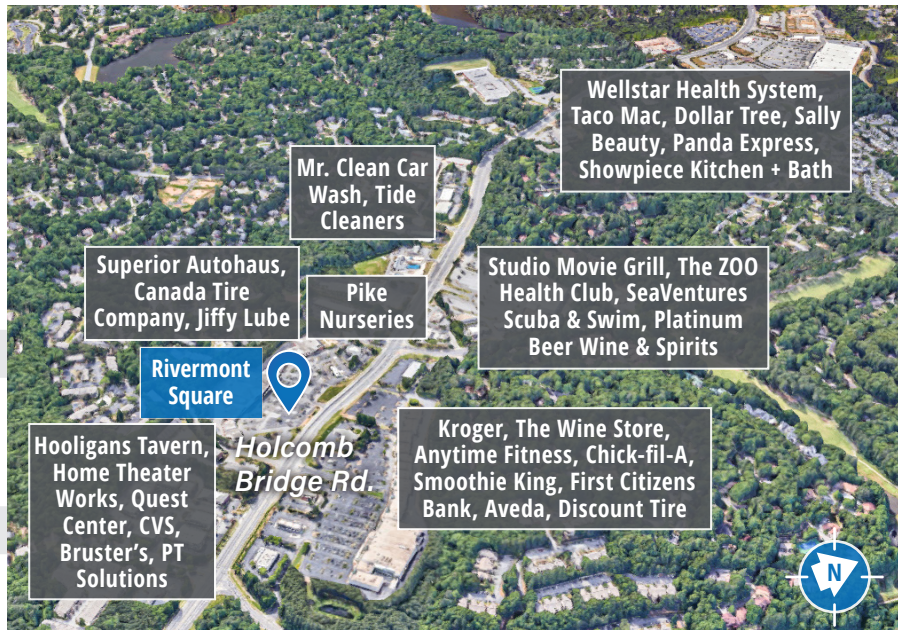 Wellstar Health System,
Taco Mac, Dollar Tree, Sally
Beauty, Panda Express,
Showpiece Kitchen + Bath
Mr. Clean Car
Wash, Tide
Cleaners
Superior Autohaus,
Canada Tire
Company, Jiffy Lube
Pike
Nurseries
Studio Movie Grill, The ZOO
Health Club, SeaVentures
Scuba & Swim, Platinum
Beer Wine & Spirits
Rivermont
Square
Holcomb
Bridge Rd.
Hooligans Tavern,
Home Theater
Works, Quest
Center, CVS,
Bruster’s, PT
Solutions
Kroger, The Wine Store,
Anytime Fitness, Chick-fil-A,
Smoothie King, First Citizens
Bank, Aveda, Discount Tire
N